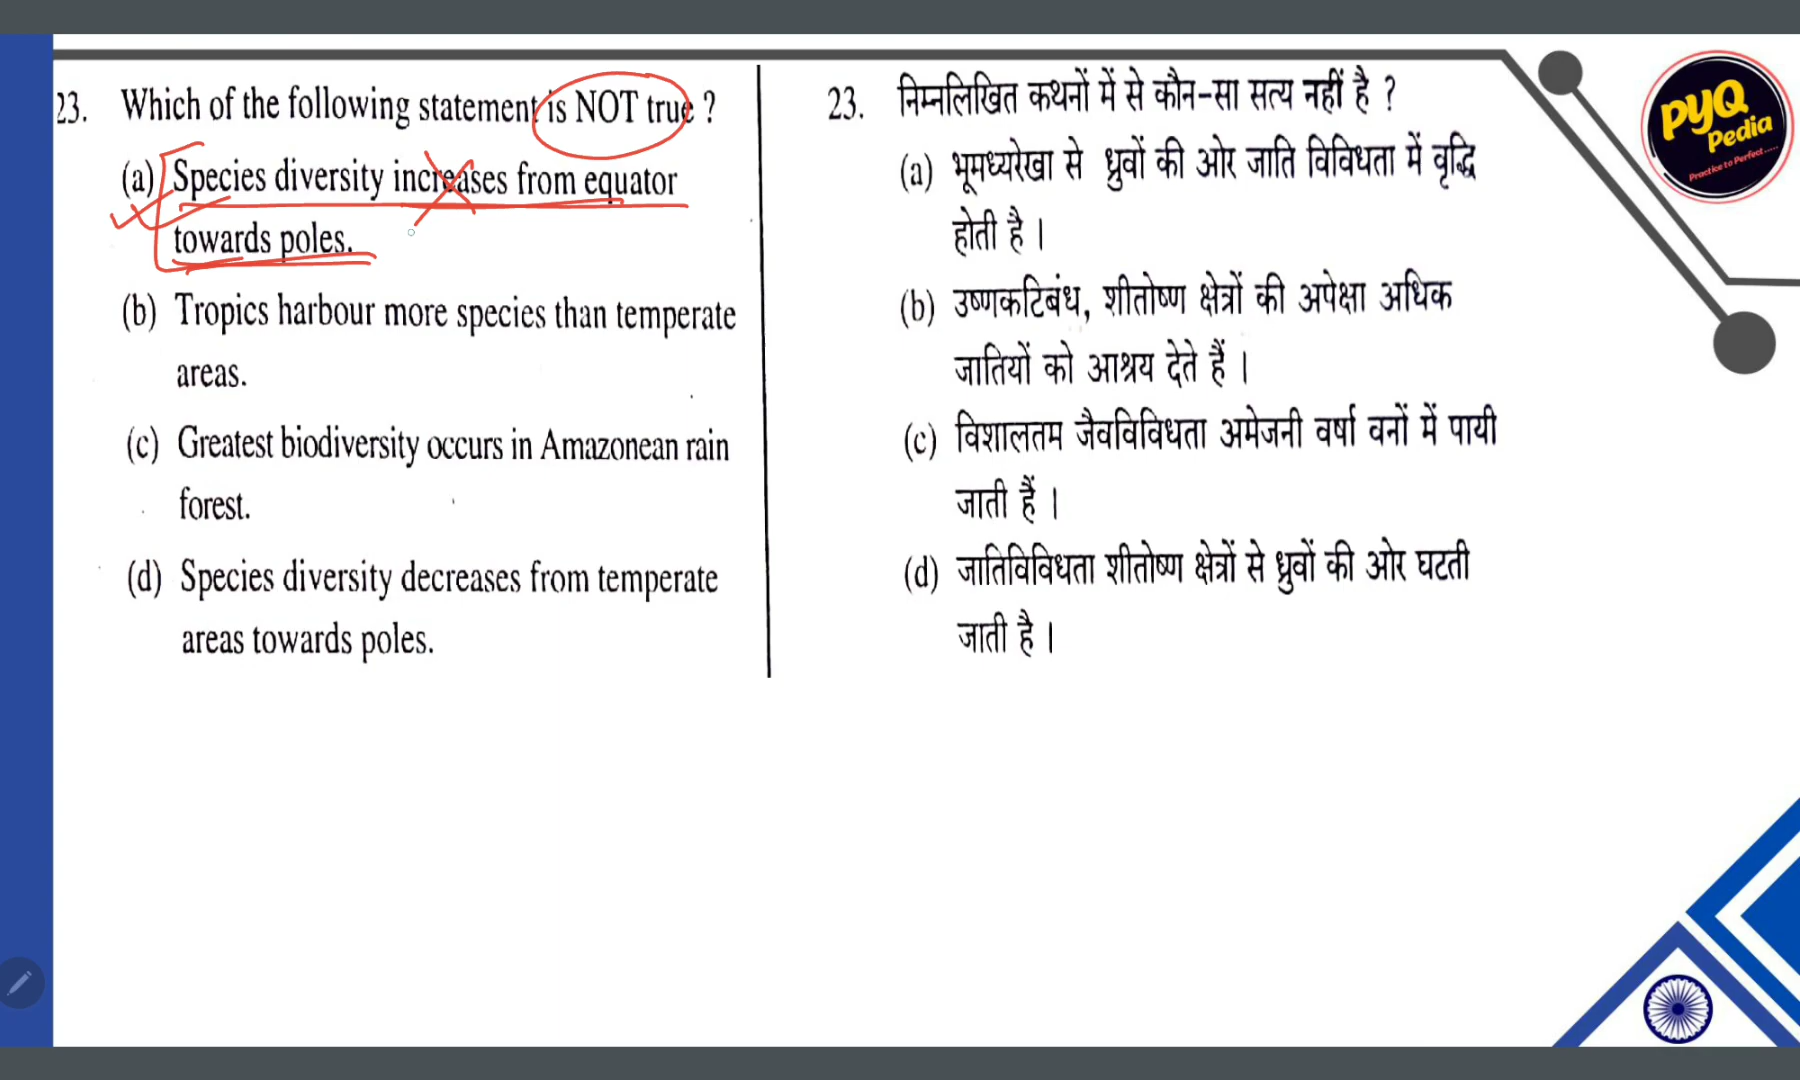 23. Which of the following statement is NOT true ?
(a) Species diversity increases from equator
towards poles.
(b) Tropics harbour more species than temperate
areas.
(c) Greatest biodiversity occurs in Amazonean rain
forest.
(d) Species diversity decreases from temperate
areas towards poles.
23. निम्नलिखित कथनों में से कौन-सा सत्य नहीं है ?
(a) भूमध्यरेखा से ध्रुवों की ओर जाति विविधता में वृद्धि
होती है ।
(b) उष्णकटिबंध, शीतोष्ण क्षेत्रों की अपेक्षा अधिक
जातियों को आश्रय देते हैं ।
(c) विशालतम जैवविविधता अमेजनी वर्षा वनों में पायी
जाती हैं ।
(d) जातिविविधता शीतोष्ण क्षेत्रों से ध्रुवों की ओर घटती
जाती है ।
PYQ
Pedia
Practice to Perfect.....